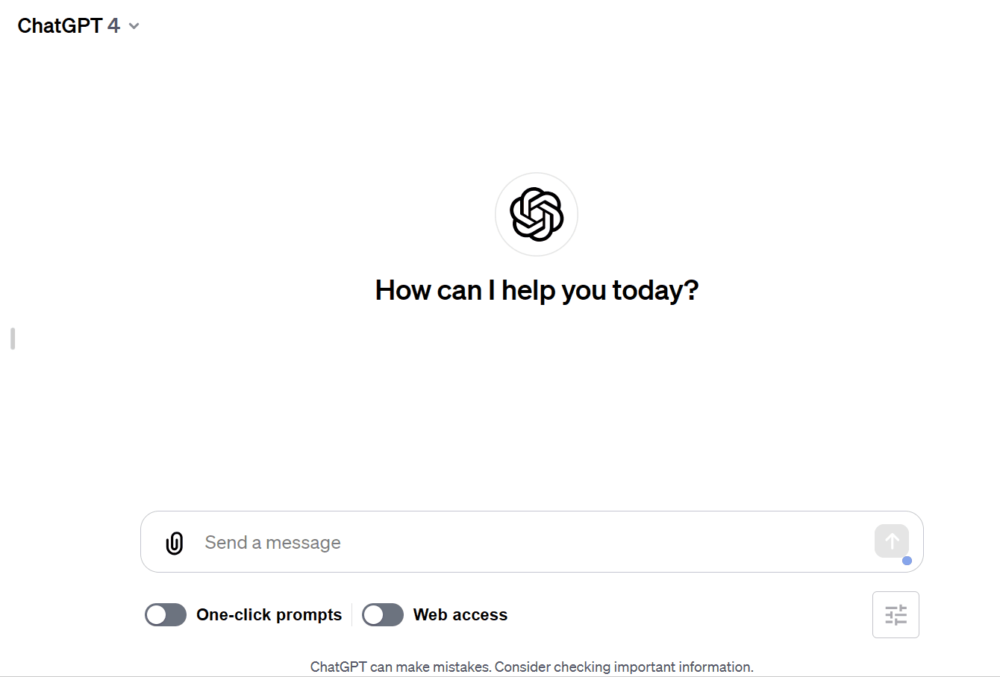 ChatGPT 4
How can I help you today?
Send a message
One-click prompts
Web access
ChatGPT can make mistakes. Consider checking important information.